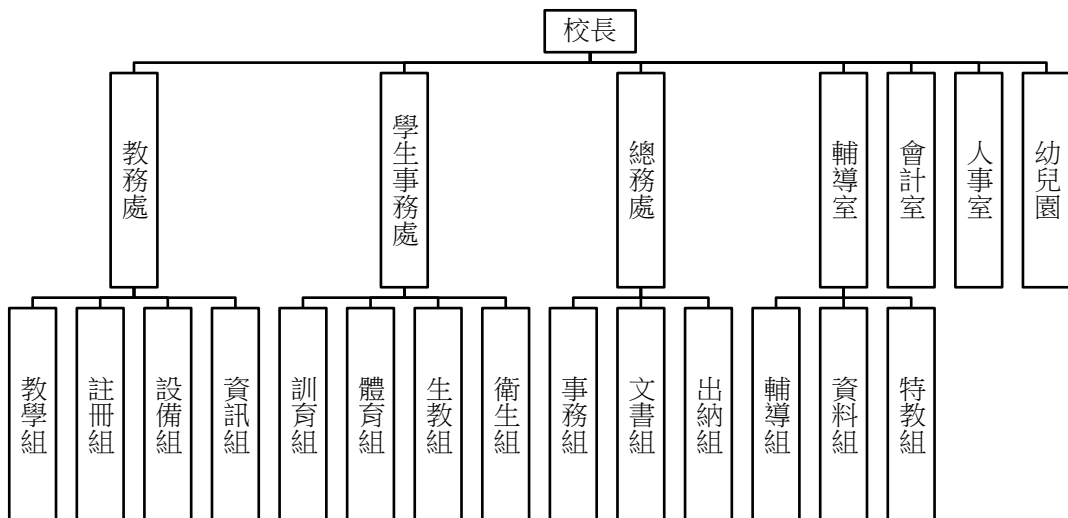 校長
教務處
學生事務處
總務處
輔導室
會計室
人事室
幼兒園
教學組
註冊組
設備組
資訊組
訓育組
體育組
生教組
衛生組
事務組
文書組
出納組
輔導組
資料組
特教組